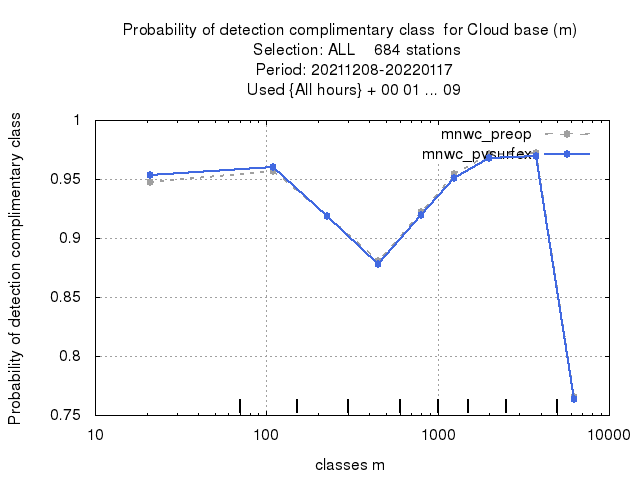 Probability of detection complimentary class  for Cloud base (m)
Selection: ALL    684 stations
Period: 20211208-20220117
Used {All hours} + 00 01 ... 09
Probability of detection complimentary class
1
0.95
0.9
0.85
0.8
0.75
mnwc_preop
mnwc_pysurfex
10
100
1000
10000
classes m